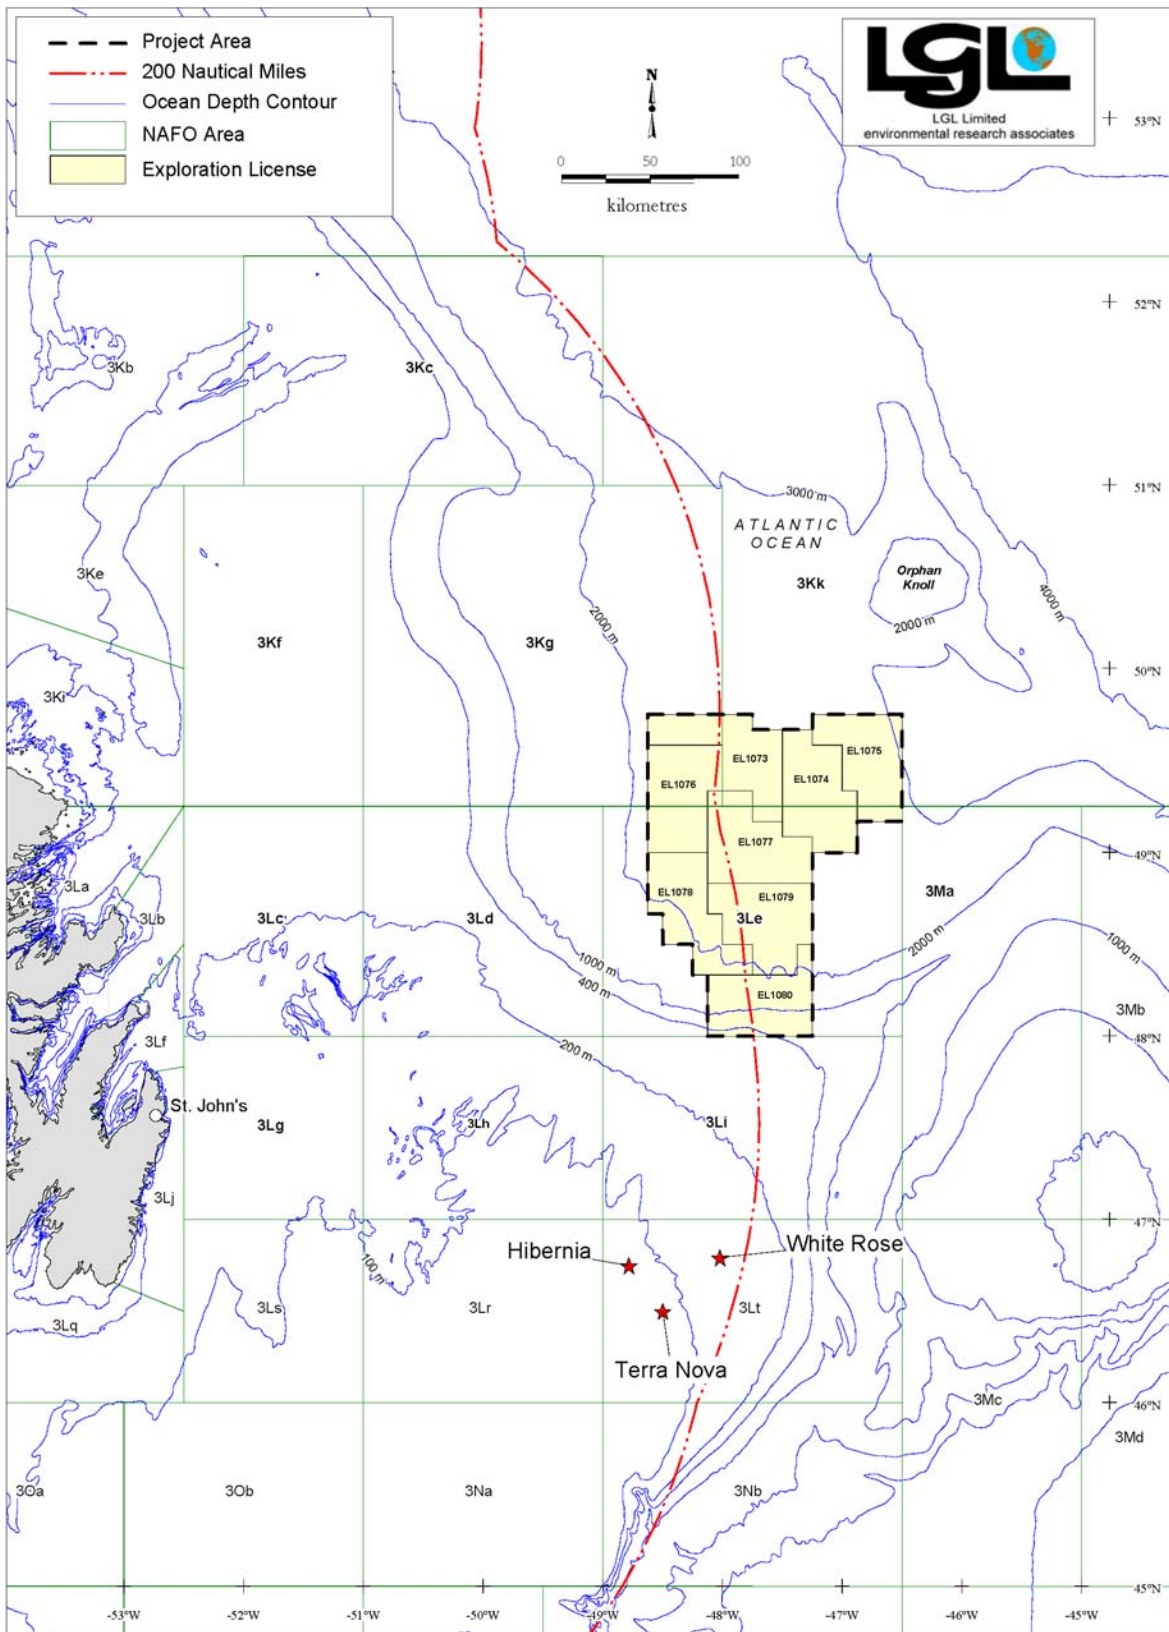 Project Area
200 Nautical Miles
Ocean Depth Contour
NAFO Area
Exploration License
N
0 50 100
kilometres
LGL
LGL Limited
environmental research associates
53°N
52°N
3Kb
3Kc
51°N
3000 m
ATLANTIC
OCEAN
3Ke
3Kk
Orphan
Knoll
4000 m
2000 m
2000 m
3Kf
3Kg
50°N
3Ki
EL1073
EL1074
EL1075
EL1076
EL1077
49°N
3La
3Lb
3Lc
3Ld
EL1078
EL1079
3Le
3Ma
2000 m
1000 m
1000 m
400 m
EL1080
3Mb
48°N
3Lf
200 m
St. John's
3Lg
3Lh
3Li
3Lj
47°N
Hibernia
White Rose
100 m
3Ls
3Lr
3Lt
3Lq
Terra Nova
46°N
3Mc
3Md
3Oa
3Ob
3Na
3Nb
45°N
-53°W -52°W -51°W -50°W -49°W -48°W -47°W -46°W -45°W